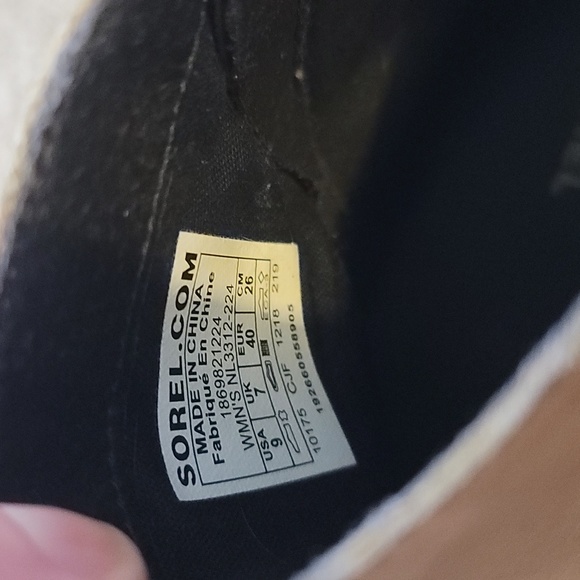 SOREL.COM
MADE IN CHINA
Fabriqué En Chine
1869821224
WMN'S NL3312-224
USA UK EUR CM
9 7 40 26
1218 219
10175 CJF
192660558905